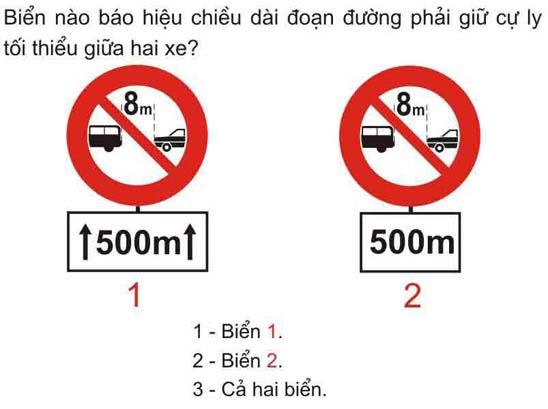 Biển nào báo hiệu chiều dài đoạn đường phải giữ cự ly
tối thiểu giữa hai xe?
8m 8m
↑500m↑ 500m
1 2
1 - Biển 1.
2 - Biển 2.
3 - Cả hai biển.